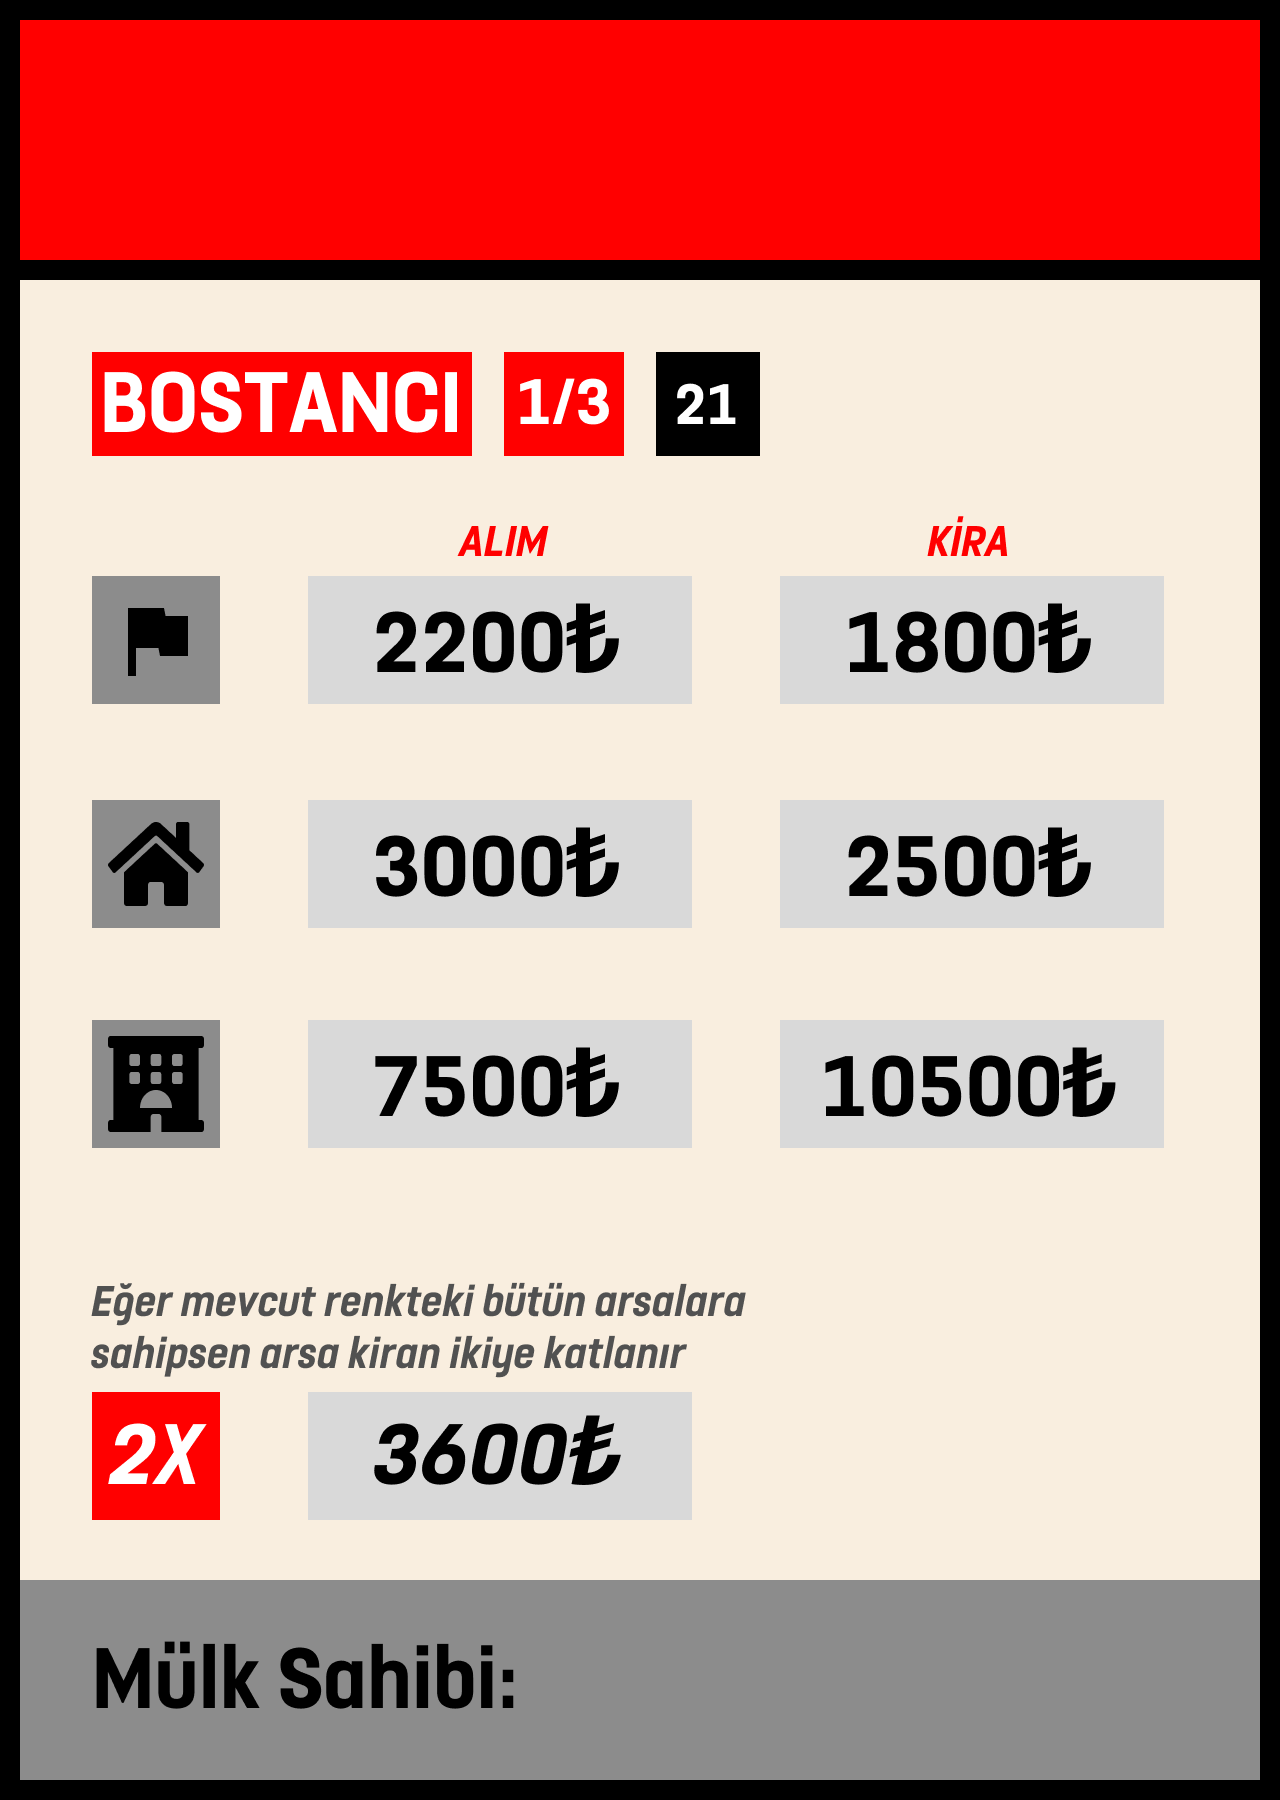 BOSTANCI 1/3 21
ALIM KİRA
2200₺ 1800₺
3000₺ 2500₺
7500₺ 10500₺
Eğer mevcut renkteki bütün arsalara
sahipsen arsa kiran ikiye katlanır
2X 3600₺
Mülk Sahibi: